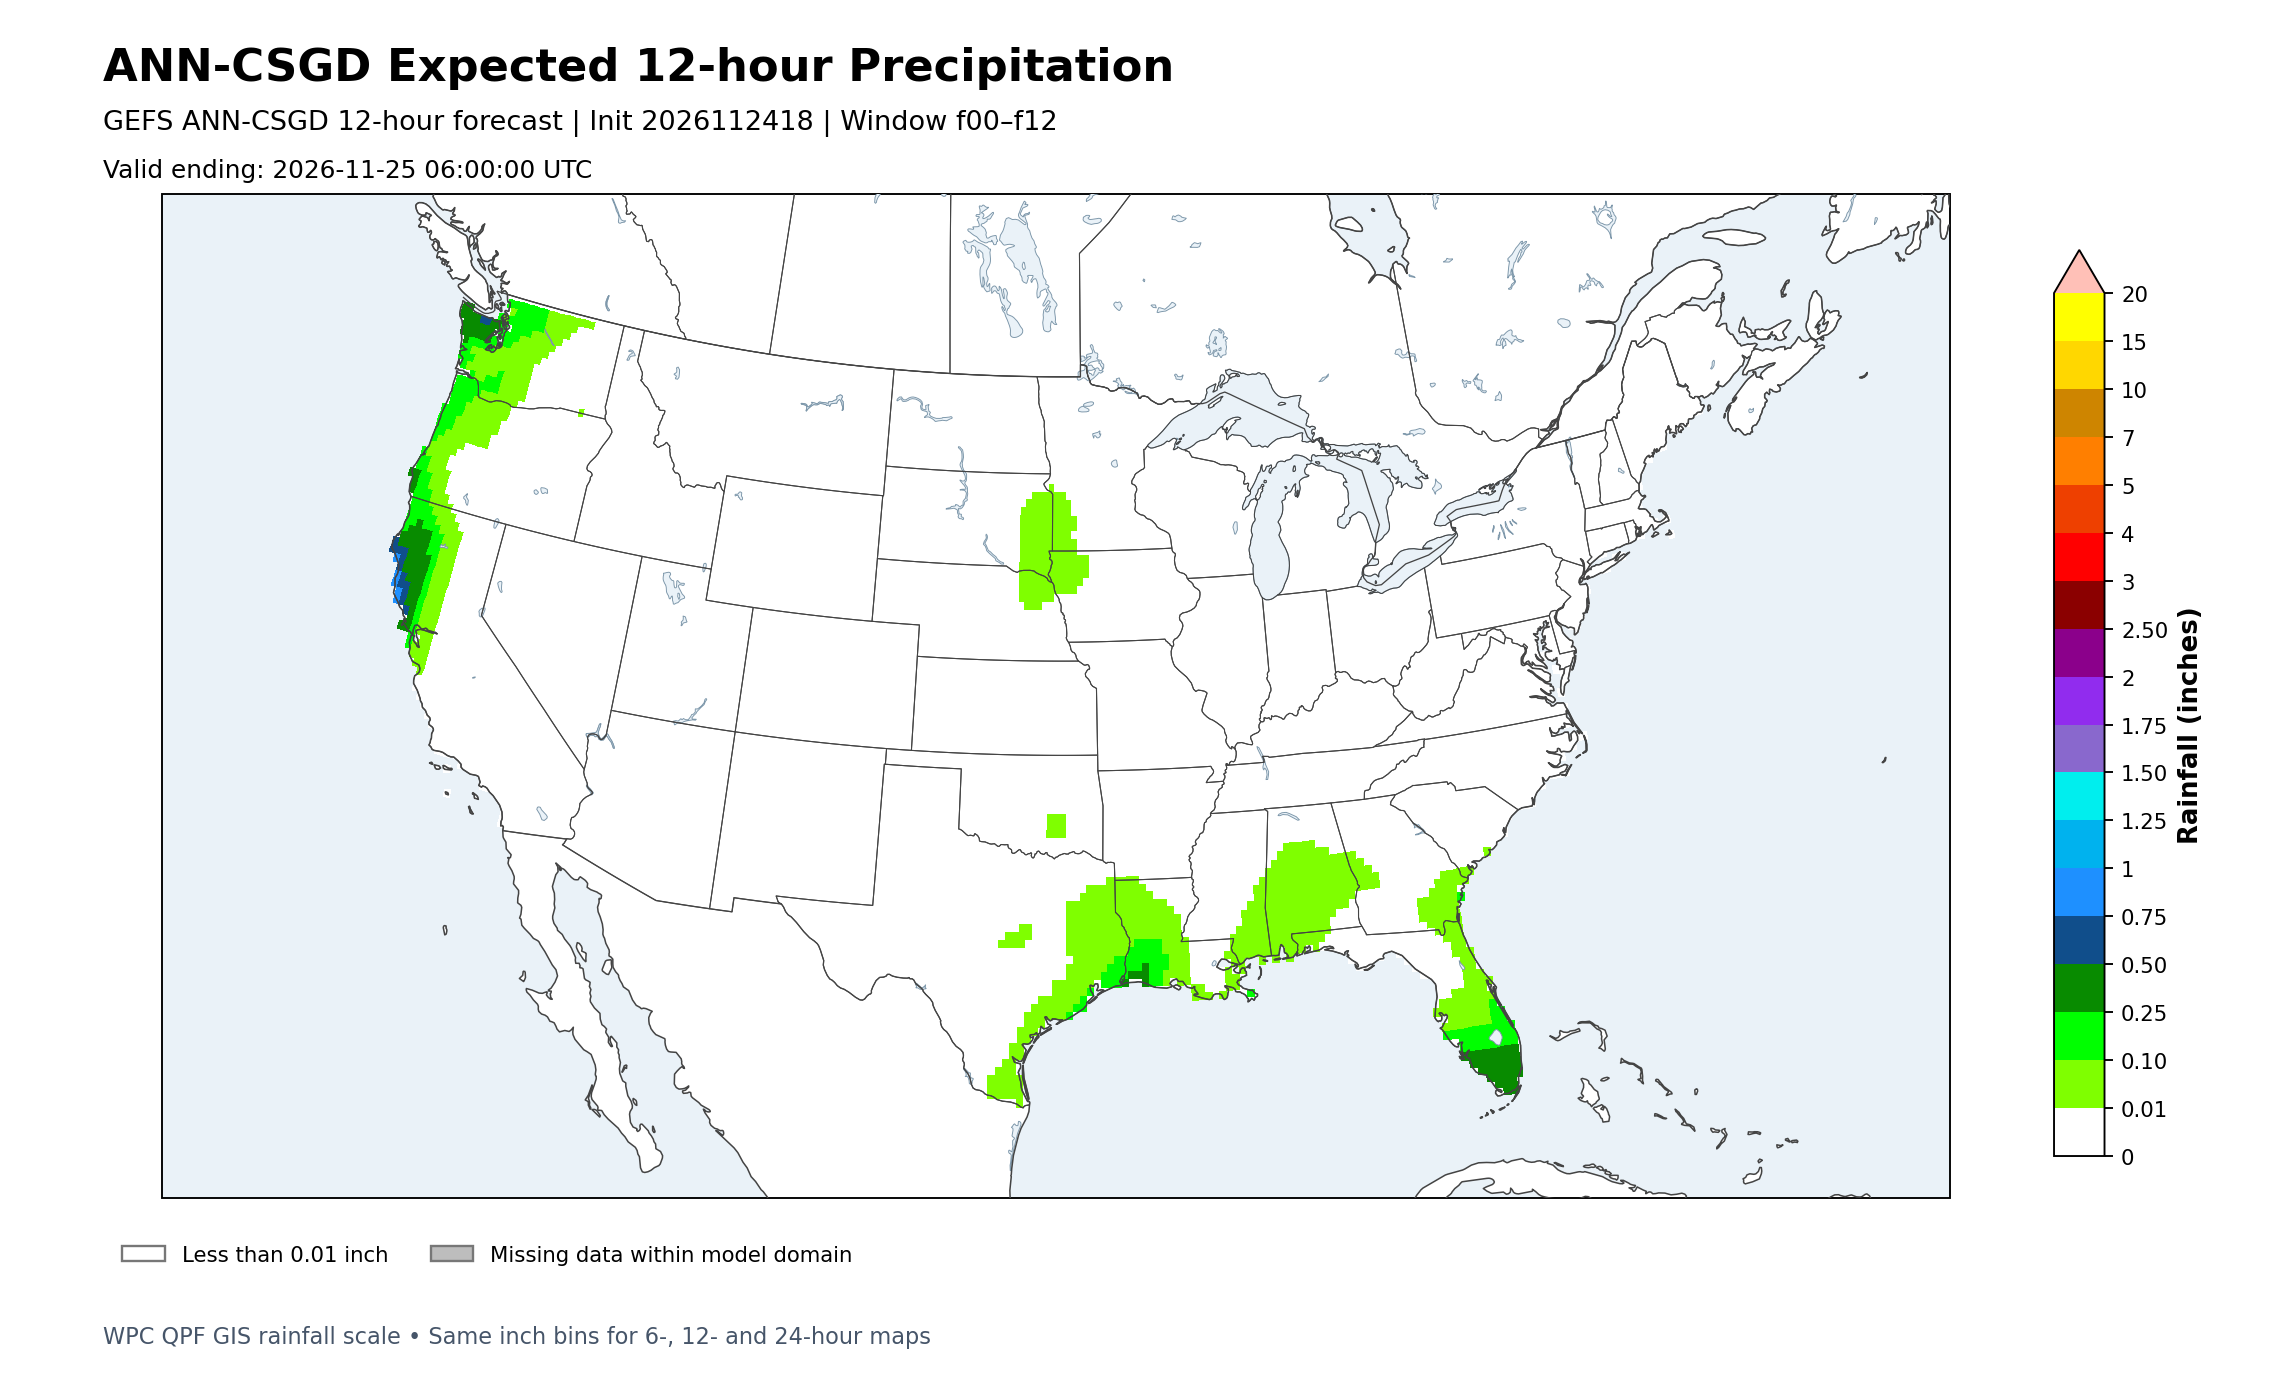 ANN-CSGD Expected 12-hour Precipitation
GEFS ANN-CSGD 12-hour forecast | Init 2026112418 | Window f00–f12
Valid ending: 2026-11-25 06:00:00 UTC
20
15
10
7
5
4
3
2.50
2
1.75
1.50
1.25
1
0.75
0.50
0.25
0.10
0.01
0
Rainfall (inches)
Less than 0.01 inch
Missing data within model domain
WPC QPF GIS rainfall scale • Same inch bins for 6-, 12- and 24-hour maps